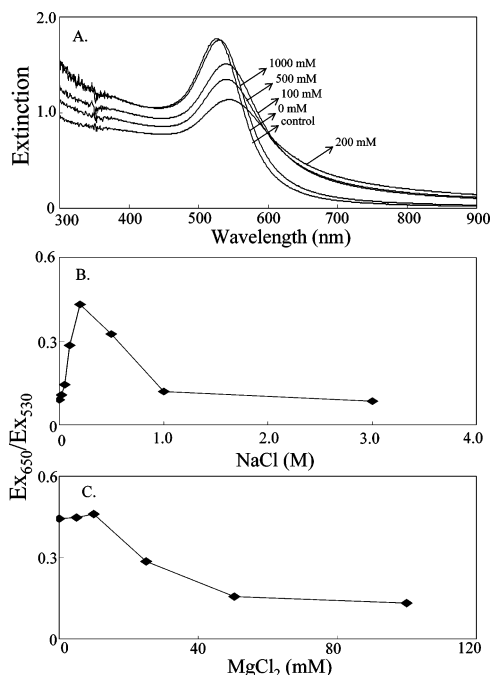 2.0
A.
1000 mM
500 mM
100 mM
0 mM
control
200 mM
1.0
0
Extinction
300 400 500 600 700 800 900
Wavelength (nm)
0.6
B.
0.3
0
0 1.0 2.0 3.0 4.0
NaCl (M)
Ex650/Ex530
0.6
C.
0.3
0
0 40 80 120
MgCl2 (mM)